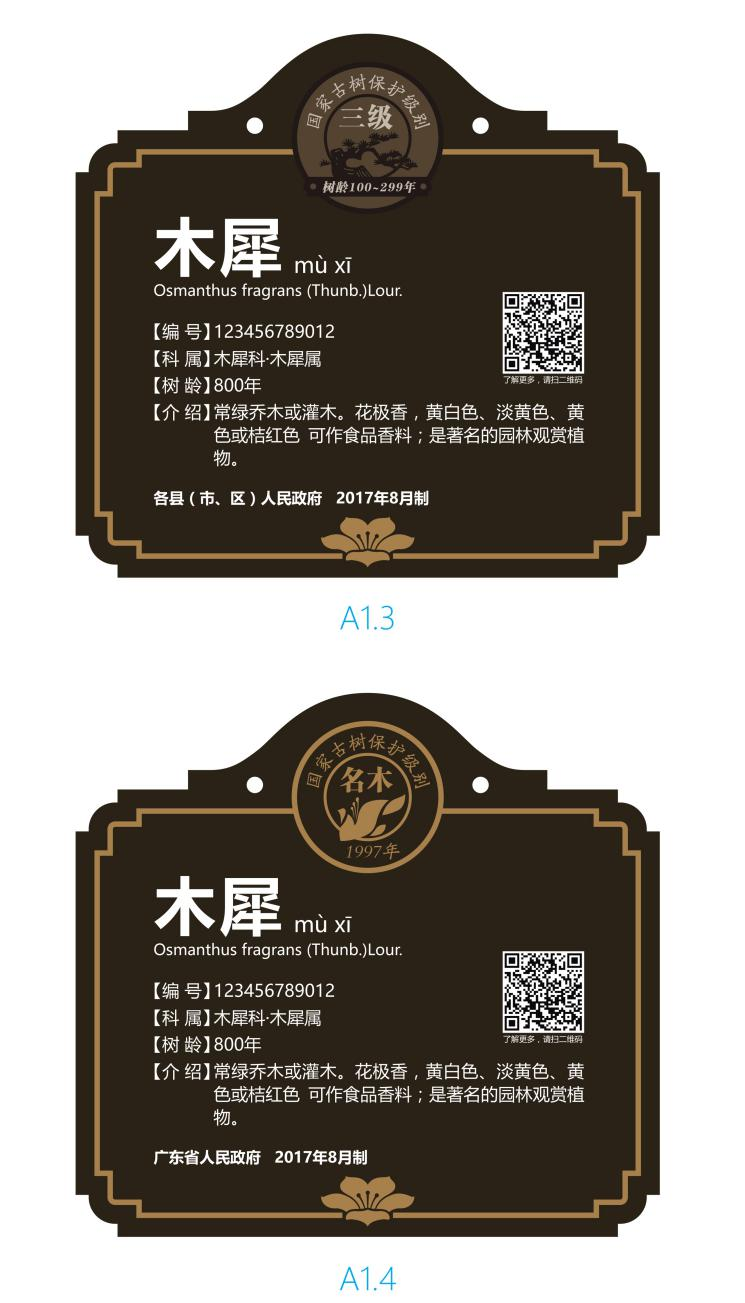 国家古树保护级别
三级
树龄100~299年
木犀 mù xī
Osmanthus fragrans (Thunb.)Lour.
【编 号】123456789012
【科 属】木犀科·木犀属
【树 龄】800年
【介 绍】常绿乔木或灌木。花极香，黄白色、淡黄色、黄
色或桔红色 可作食品香料；是著名的园林观赏植
物。
了解更多，请扫二维码
各县（市、区）人民政府 2017年8月制
A1.3
国家古树保护级别
名木
1997年
木犀 mù xī
Osmanthus fragrans (Thunb.)Lour.
【编 号】123456789012
【科 属】木犀科·木犀属
【树 龄】800年
【介 绍】常绿乔木或灌木。花极香，黄白色、淡黄色、黄
色或桔红色 可作食品香料；是著名的园林观赏植
物。
了解更多，请扫二维码
广东省人民政府 2017年8月制
A1.4